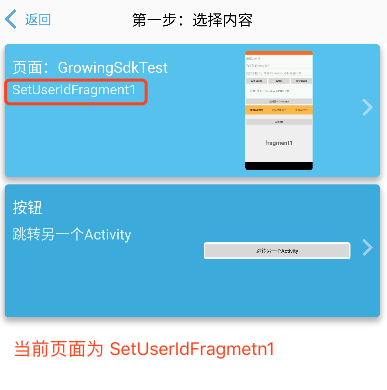 返回
第一步：选择内容
页面：GrowingSdkTest
SetUserIdFragment1
fragment1
按钮
跳转另一个Activity
跳转另一个Activity
当前页面为 SetUserIdFragmetn1